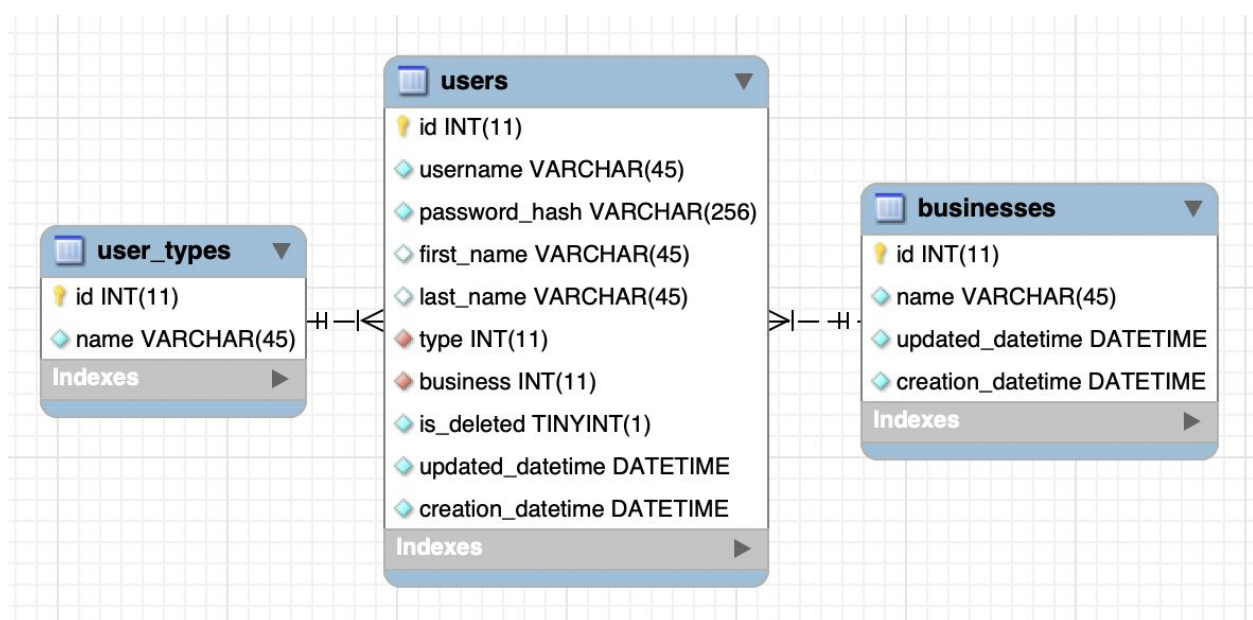 user_types
id INT(11)
name VARCHAR(45)
Indexes
users
id INT(11)
username VARCHAR(45)
password_hash VARCHAR(256)
first_name VARCHAR(45)
last_name VARCHAR(45)
type INT(11)
business INT(11)
is_deleted TINYINT(1)
updated_datetime DATETIME
creation_datetime DATETIME
Indexes
businesses
id INT(11)
name VARCHAR(45)
updated_datetime DATETIME
creation_datetime DATETIME
Indexes